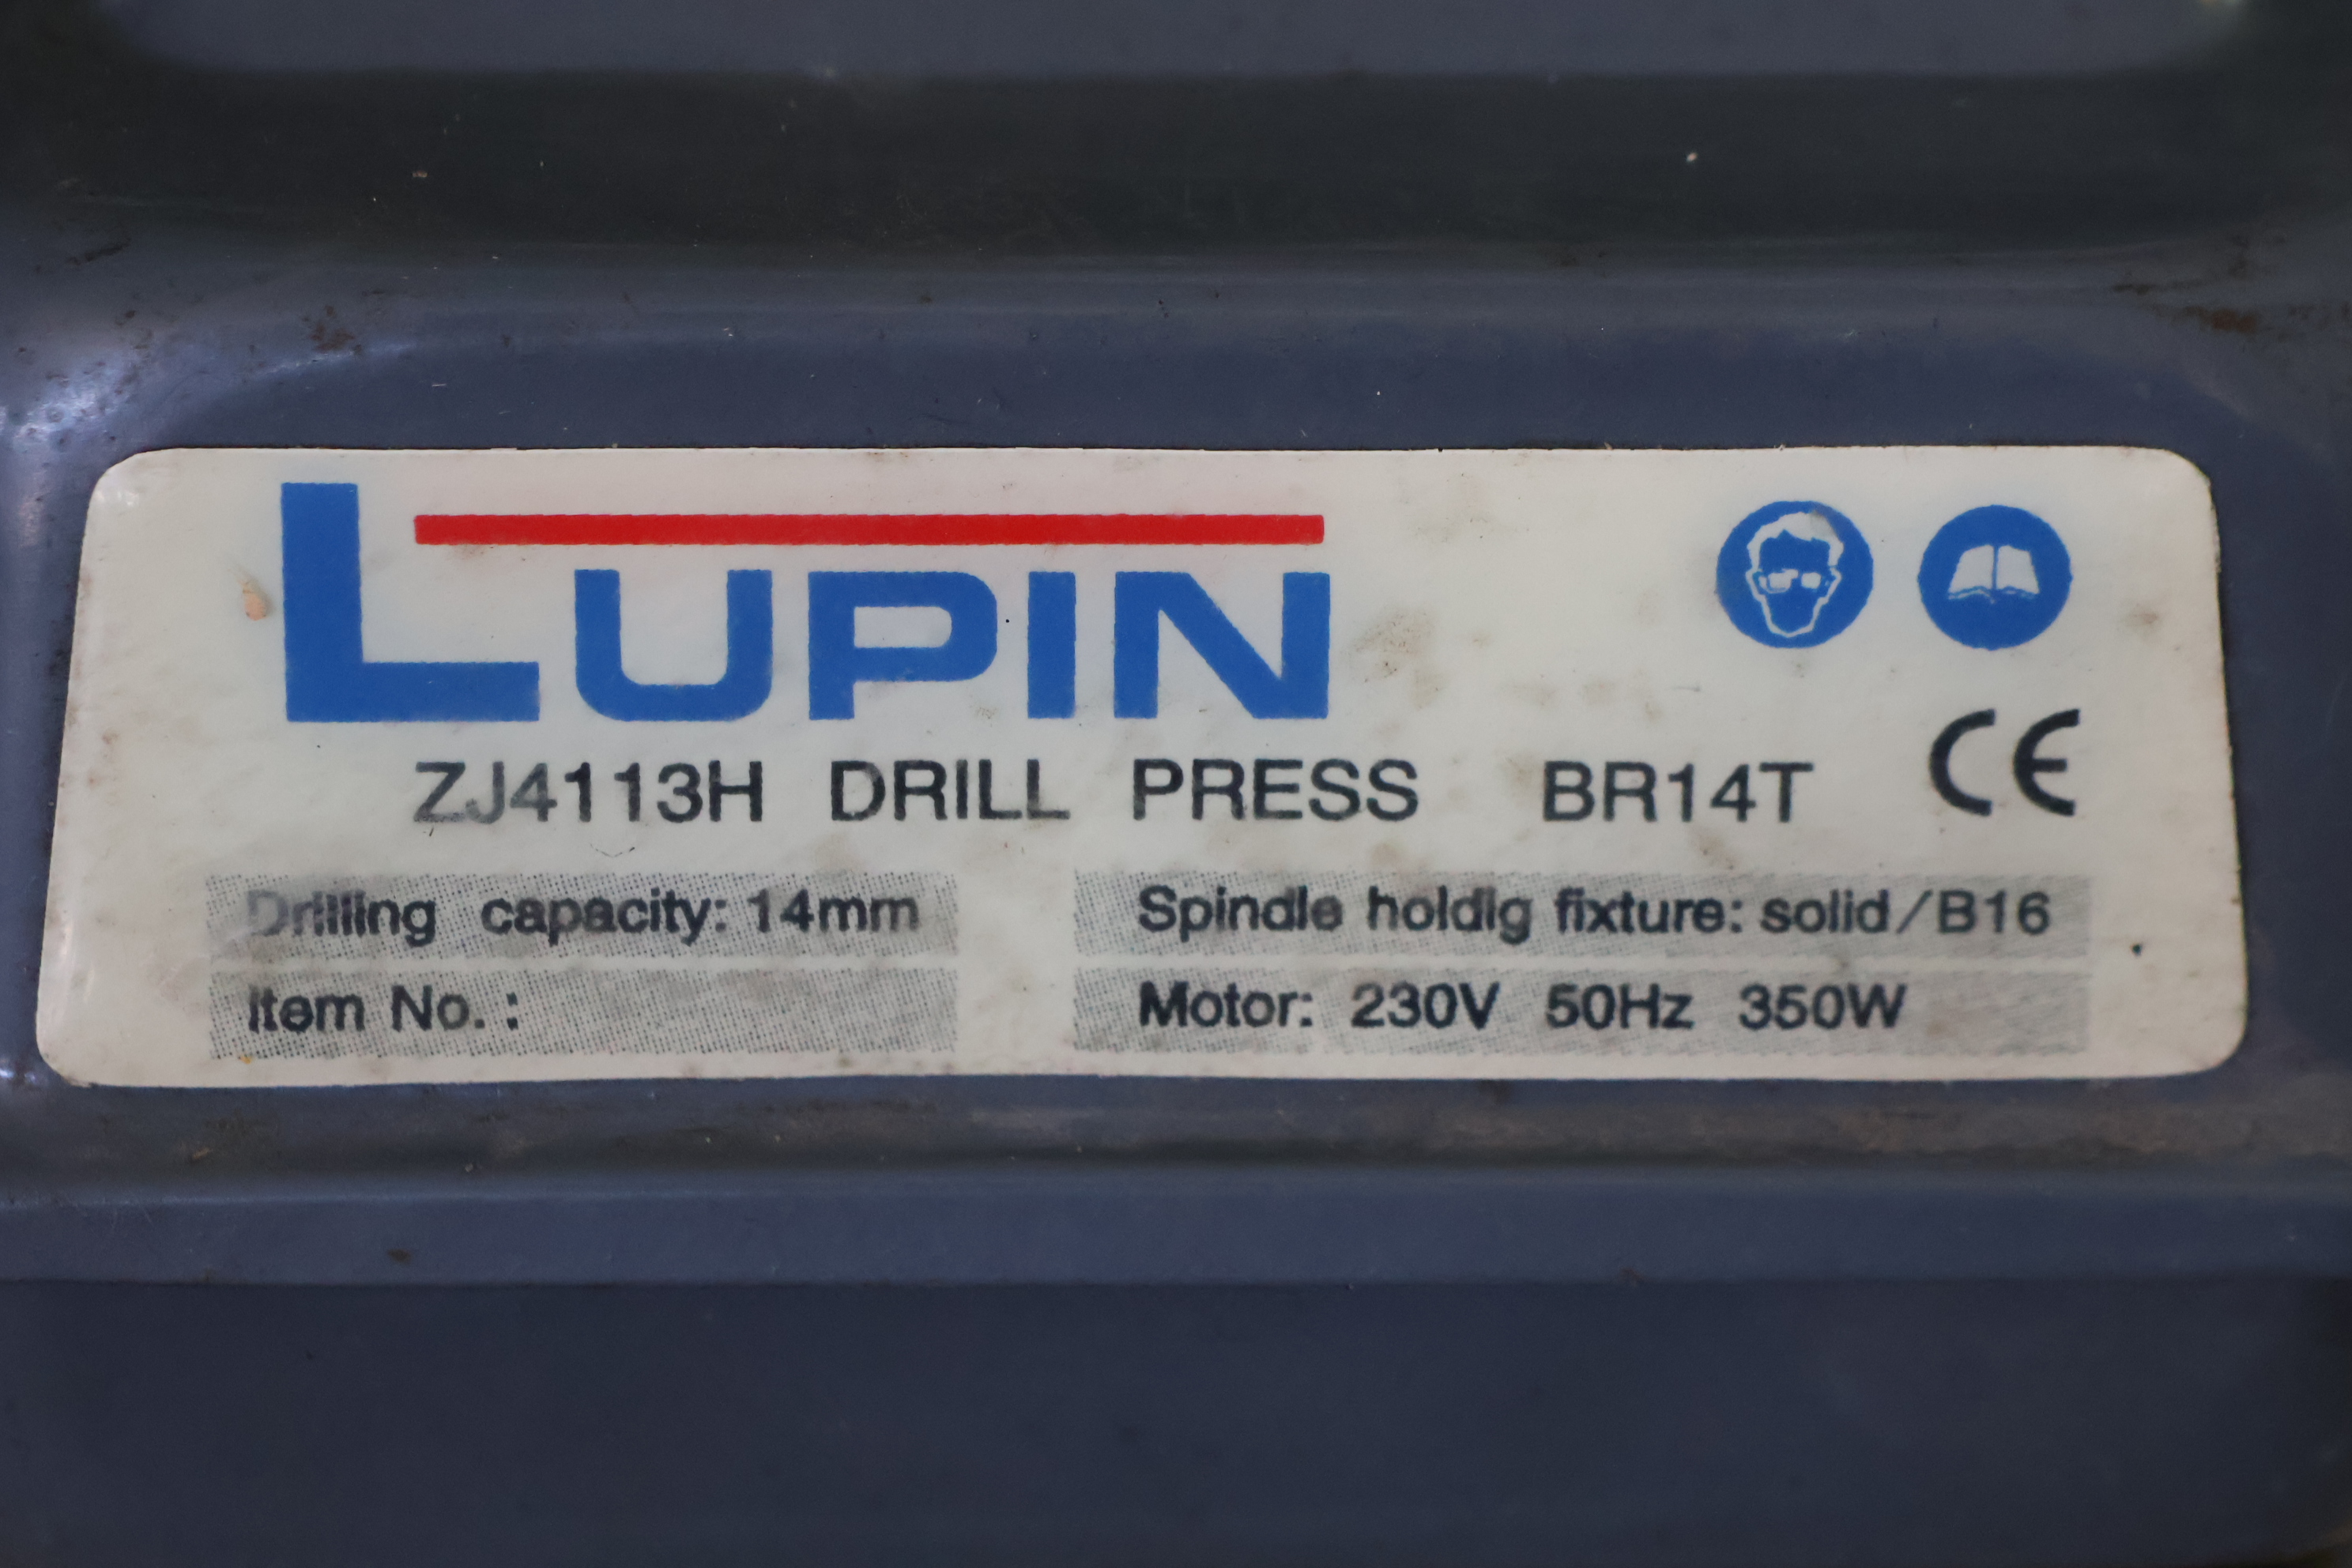 LUPIN
ZJ4113H DRILL PRESS BR14T CE
Drilling capacity: 14mm
Spindle holdig fixture: solid/B16
Item No.:
Motor: 230V 50Hz 350W